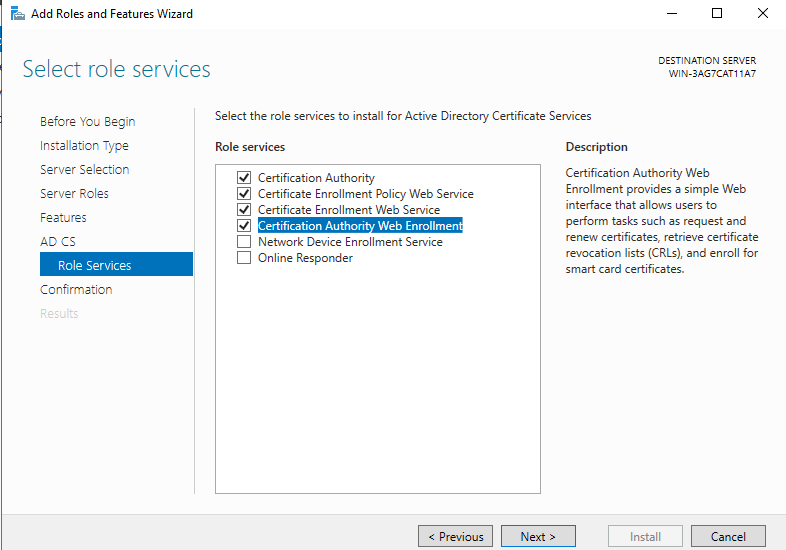 Add Roles and Features Wizard
Select role services
DESTINATION SERVER
WIN-3AG7CAT11A7
Before You Begin
Installation Type
Server Selection
Server Roles
Features
AD CS
Role Services
Confirmation
Results
Select the role services to install for Active Directory Certificate Services
Role services
Certification Authority
Certificate Enrollment Policy Web Service
Certificate Enrollment Web Service
Certification Authority Web Enrollment
Network Device Enrollment Service
Online Responder
Description
Certification Authority Web
Enrollment provides a simple Web
interface that allows users to
perform tasks such as request and
renew certificates, retrieve certificate
revocation lists (CRLs), and enroll for
smart card certificates.
< Previous
Next >
Install
Cancel